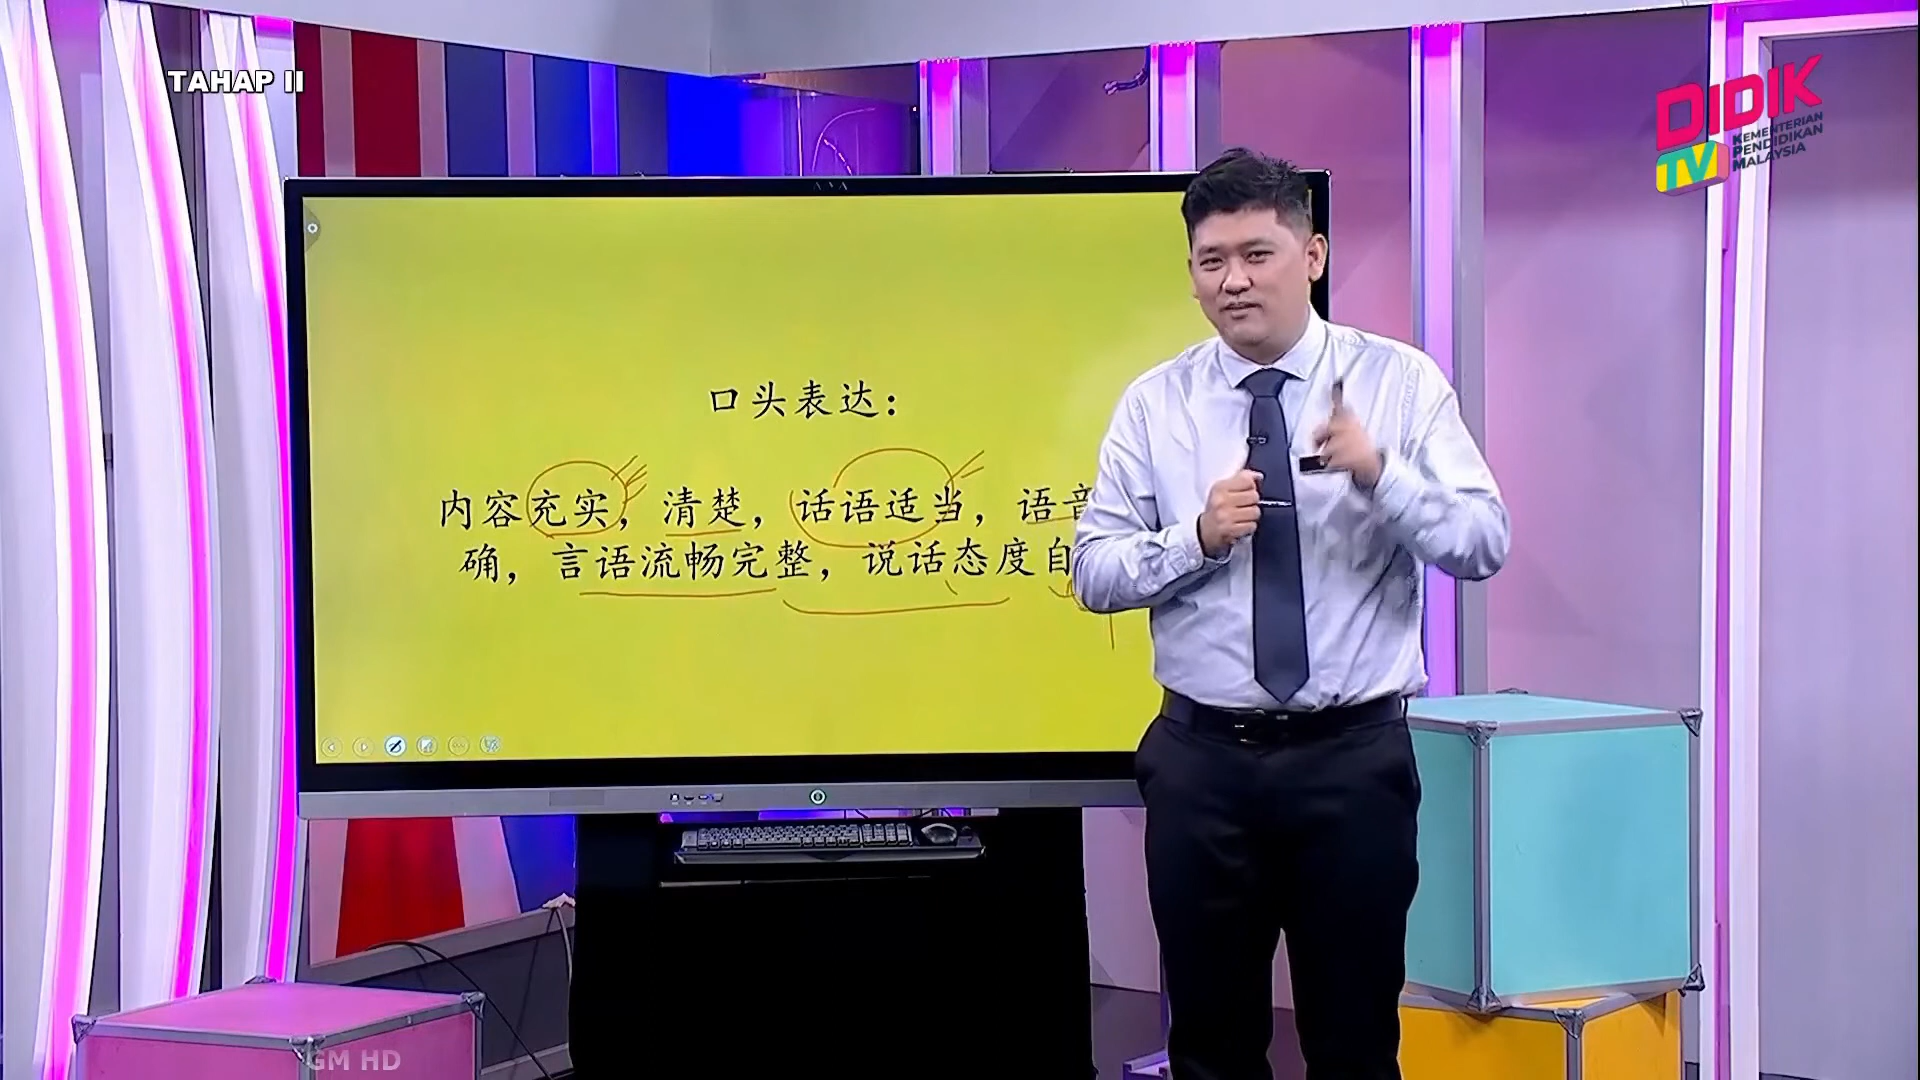 TAHAP II
DIDIK
TV
KEMENTERIAN
PENDIDIKAN
MALAYSIA
口头表达：
内容充实，清楚，话语适当，语音
确，言语流畅完整，说话态度自
GM HD